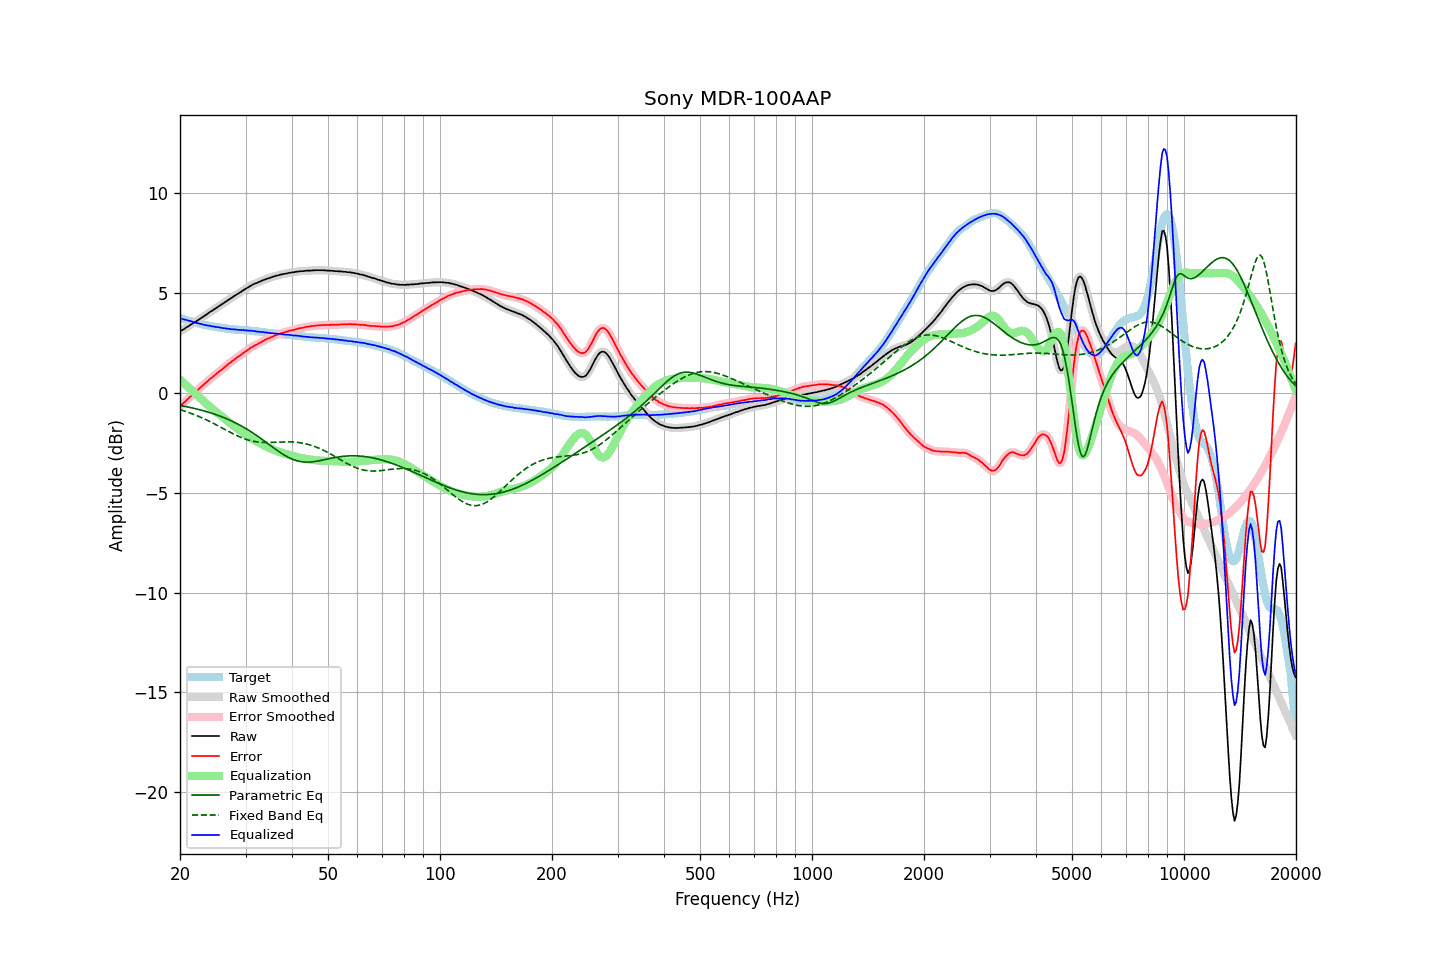 Sony MDR-100AAP
Amplitude (dBr)
10
5
0
−5
−10
−15
−20
Target
Raw Smoothed
Error Smoothed
Raw
Error
Equalization
Parametric Eq
Fixed Band Eq
Equalized
20 50 100 200 500 1000 2000 5000 10000 20000
Frequency (Hz)